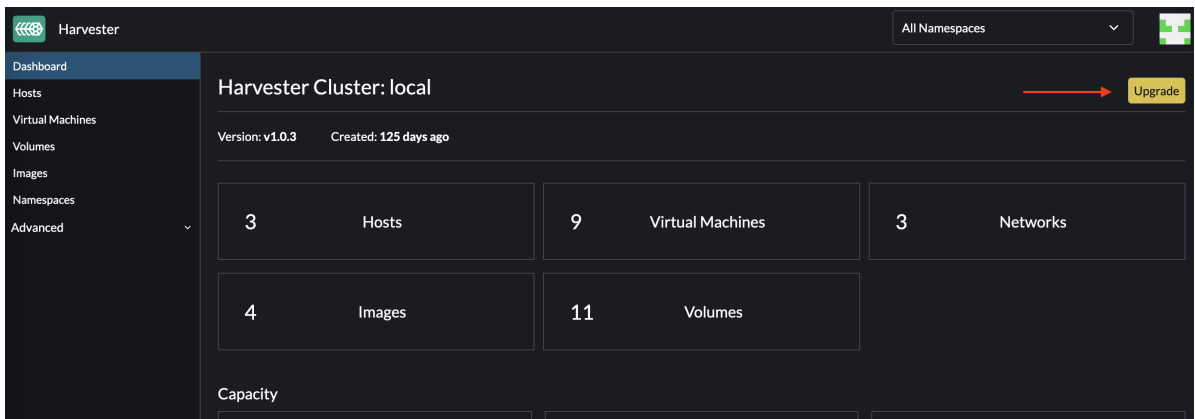 Harvester
All Namespaces
Dashboard
Hosts
Virtual Machines
Volumes
Images
Namespaces
Advanced
Harvester Cluster: local
Upgrade
Version: v1.0.3 Created: 125 days ago
3 Hosts
9 Virtual Machines
3 Networks
4 Images
11 Volumes
Capacity